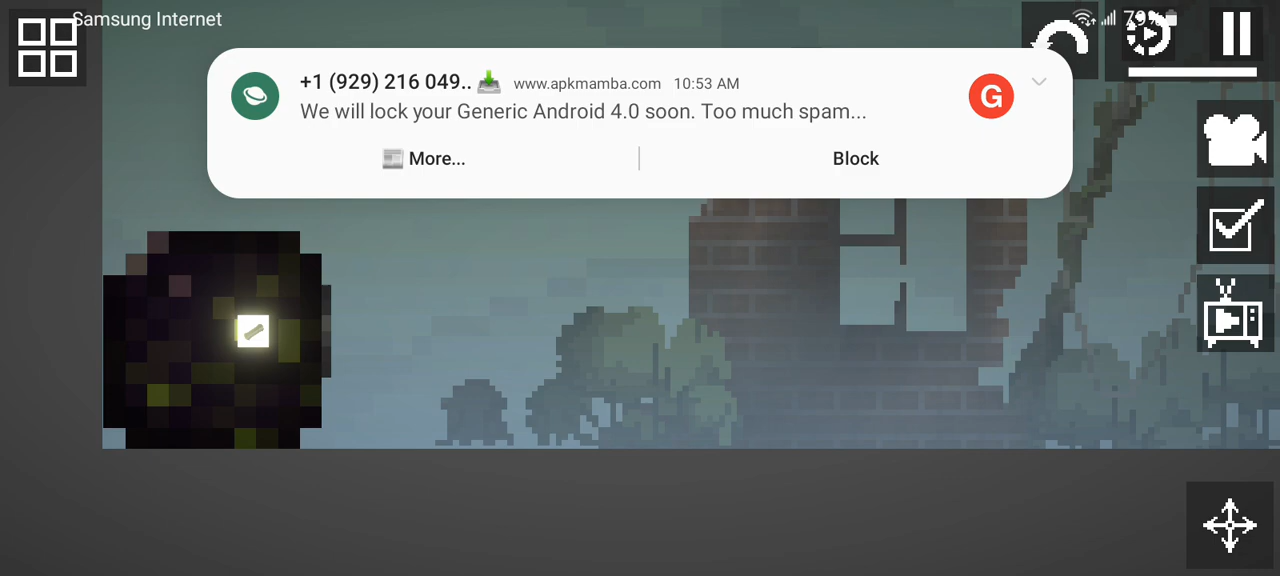 Samsung Internet
79%
+1 (929) 216 049.. www.apkmamba.com 10:53 AM
G
We will lock your Generic Android 4.0 soon. Too much spam...
More...
Block